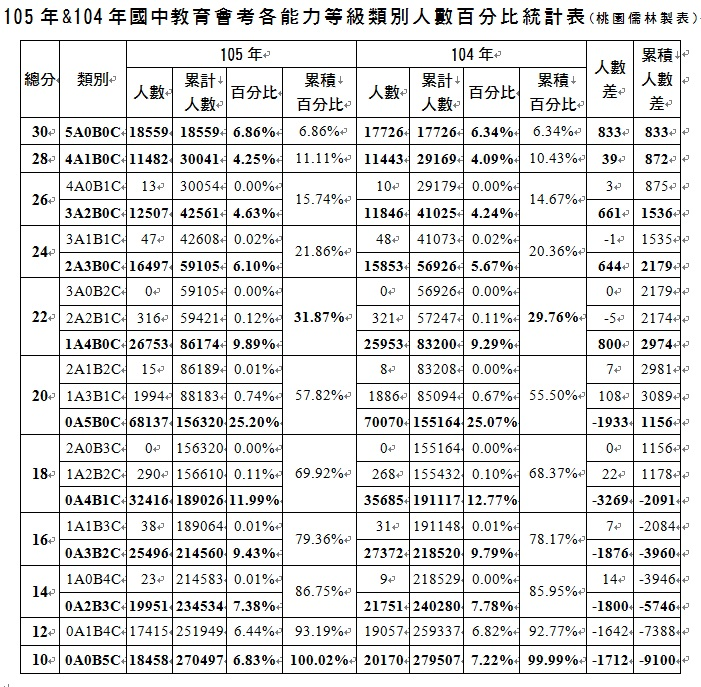 105年&104年國中教育會考各能力等級類別人數百分比統計表(桃園儒林製表)
105年 104年
總分 類別 人數 累計人數 百分比 累積百分比 人數 累計人數 百分比 累積百分比 人數差 累積人數差
30 5A0B0C 18559 18559 6.86% 6.86% 17726 17726 6.34% 6.34% 833 833
28 4A1B0C 11482 30041 4.25% 11.11% 11443 29169 4.09% 10.43% 39 872
26 4A0B1C 13 30054 0.00% 15.74% 10 29179 0.00% 14.67% 3 875
3A2B0C 12507 42561 4.63% 11846 41025 4.24% 661 1536
24 3A1B1C 47 42608 0.02% 21.86% 48 41073 0.02% 20.36% -1 1535
2A3B0C 16497 59105 6.10% 15853 56926 5.67% 644 2179
22 3A0B2C 0 59105 0.00% 31.87% 0 56926 0.00% 29.76% 0 2179
2A2B1C 316 59421 0.12% 321 57247 0.11% -5 2174
1A4B0C 26753 86174 9.89% 25953 83200 9.29% 800 2974
20 2A1B2C 15 86189 0.01% 57.82% 8 83208 0.00% 55.50% 7 2981
1A3B1C 1994 88183 0.74% 1886 85094 0.67% 108 3089
0A5B0C 68137 156320 25.20% 70070 155164 25.07% -1933 1156
18 2A0B3C 0 156320 0.00% 69.92% 0 155164 0.00% 68.37% 0 1156
1A2B2C 290 156610 0.11% 268 155432 0.10% 22 1178
0A4B1C 32416 189026 11.99% 35685 191117 12.77% -3269 -2091
16 1A1B3C 38 189064 0.01% 79.36% 31 191148 0.01% 78.17% 7 -2084
0A3B2C 25496 214560 9.43% 27372 218520 9.79% -1876 -3960
14 1A0B4C 23 214583 0.01% 86.75% 9 218529 0.00% 85.95% 14 -3946
0A2B3C 19951 234534 7.38% 21751 240280 7.78% -1800 -5746
12 0A1B4C 17415 251949 6.44% 93.19% 19057 259337 6.82% 92.77% -1642 -7388
10 0A0B5C 18458 270497 6.83% 100.02% 20170 279507 7.22% 99.99% -1712 -9100